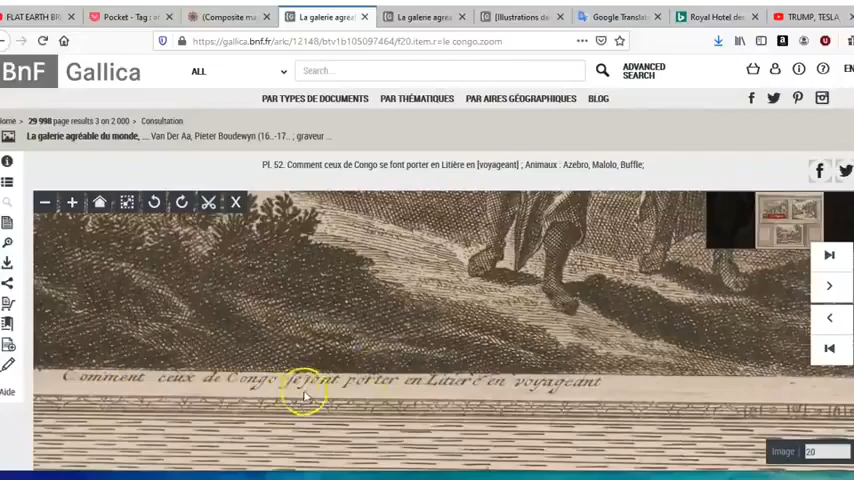 FLAT EARTH BR
Pocket - Tag : or
(Composite ma
La galerie agréal
La galerie agréa
[Illustrations de
Google Translat
Royal Hotel de
TRUMP, TESLA,
https://gallica.bnf.fr/ark:/12148/btv1b105097464/f20.item.r=le congo.zoom
BnF Gallica
ALL
Search...
ADVANCED SEARCH
EN
PAR TYPES DE DOCUMENTS PAR THÉMATIQUES PAR AIRES GÉOGRAPHIQUES BLOG
Home > 29 998 page results 3 on 2 000 > Consultation
La galerie agréable du monde, .... Van Der Aa, Pieter Boudewyn (16..-17.. ; graveur ...
Pl. 52. Comment ceux de Congo se font porter en Litière en [voyageant] ; Animaux : Azebro, Malolo, Buffle;
Comment ceux de Congo se font porter en Litiere en voyageant
Image 20